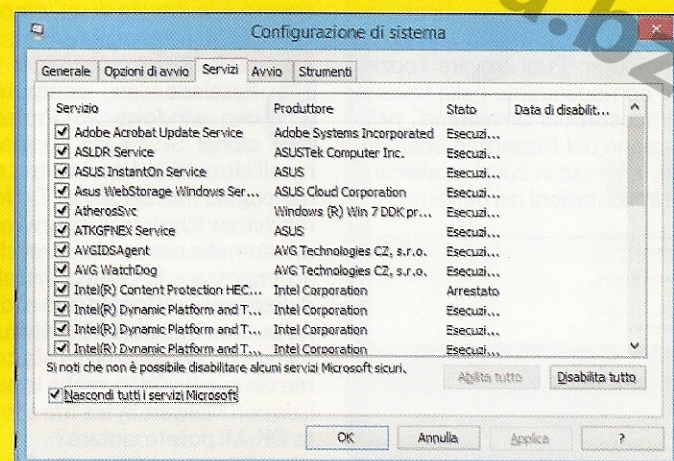 Configurazione di sistema
Generale Opzioni di avvio Servizi Avvio Strumenti
Servizio Produttore Stato Data di disabilit...
Adobe Acrobat Update Service Adobe Systems Incorporated Esecuzi...
ASLDR Service ASUSTek Computer Inc. Esecuzi...
ASUS InstantOn Service ASUS Esecuzi...
Asus WebStorage Windows Ser... ASUS Cloud Corporation Esecuzi...
AtherosSvc Windows (R) Win 7 DDK pr... Esecuzi...
ATKGFNEX Service ASUS Esecuzi...
AVGIDSAgent AVG Technologies CZ, s.r.o. Esecuzi...
AVG WatchDog AVG Technologies CZ, s.r.o. Esecuzi...
Intel(R) Content Protection HEC... Intel Corporation Arrestato
Intel(R) Dynamic Platform and T... Intel Corporation Esecuzi...
Intel(R) Dynamic Platform and T... Intel Corporation Esecuzi...
Intel(R) Dynamic Platform and T... Intel Corporation Esecuzi...
Si noti che non è possibile disabilitare alcuni servizi Microsoft sicuri.
Abilita tutto Disabilita tutto
Nascondi tutti i servizi Microsoft
OK Annulla Applica ?